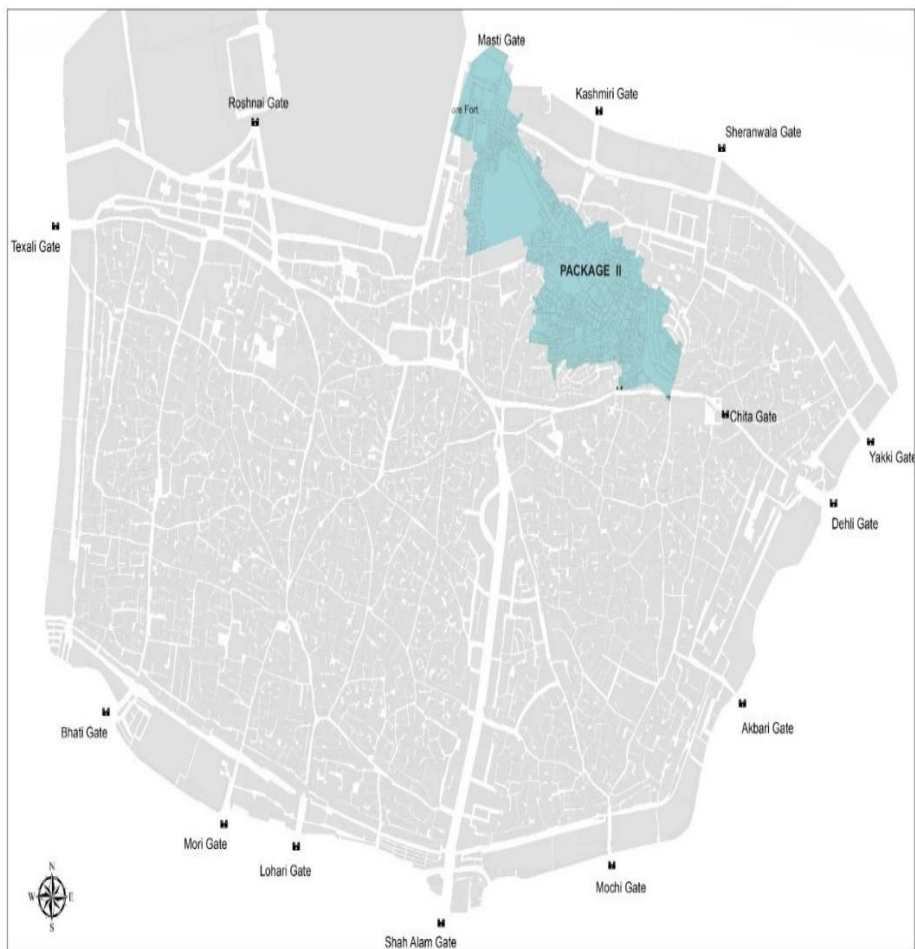 Masti Gate
Kashmiri Gate
Roshnai Gate
ore Fort
Sheranwala Gate
Texali Gate
PACKAGE II
Chita Gate
Yakki Gate
Dehli Gate
Akbari Gate
Bhati Gate
Mori Gate
Lohari Gate
Mochi Gate
Shah Alam Gate
N
W E
S